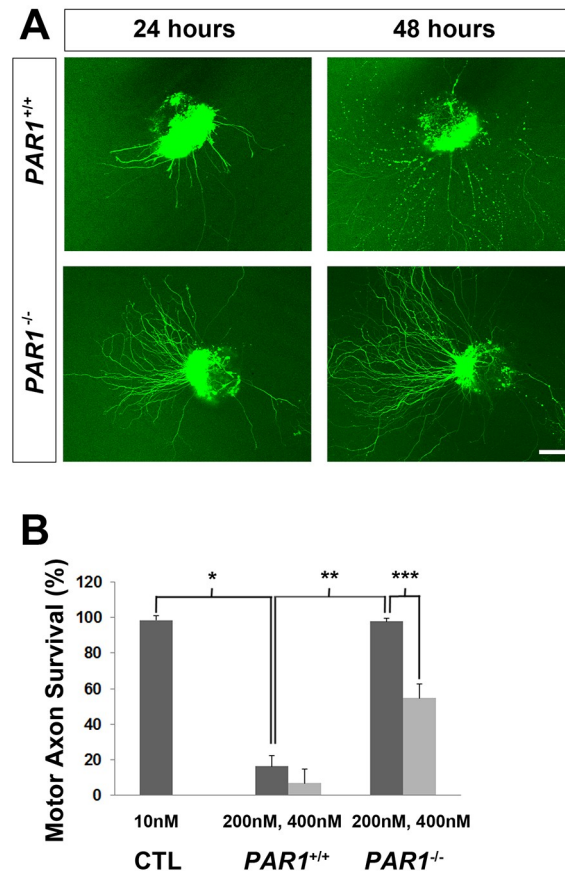 A
24 hours 48 hours
PAR1+/+
PAR1-/-
B
Motor Axon Survival (%)
* ** ***
120
100
80
60
40
20
0
10nM 200nM, 400nM 200nM, 400nM
CTL PAR1+/+ PAR1-/-